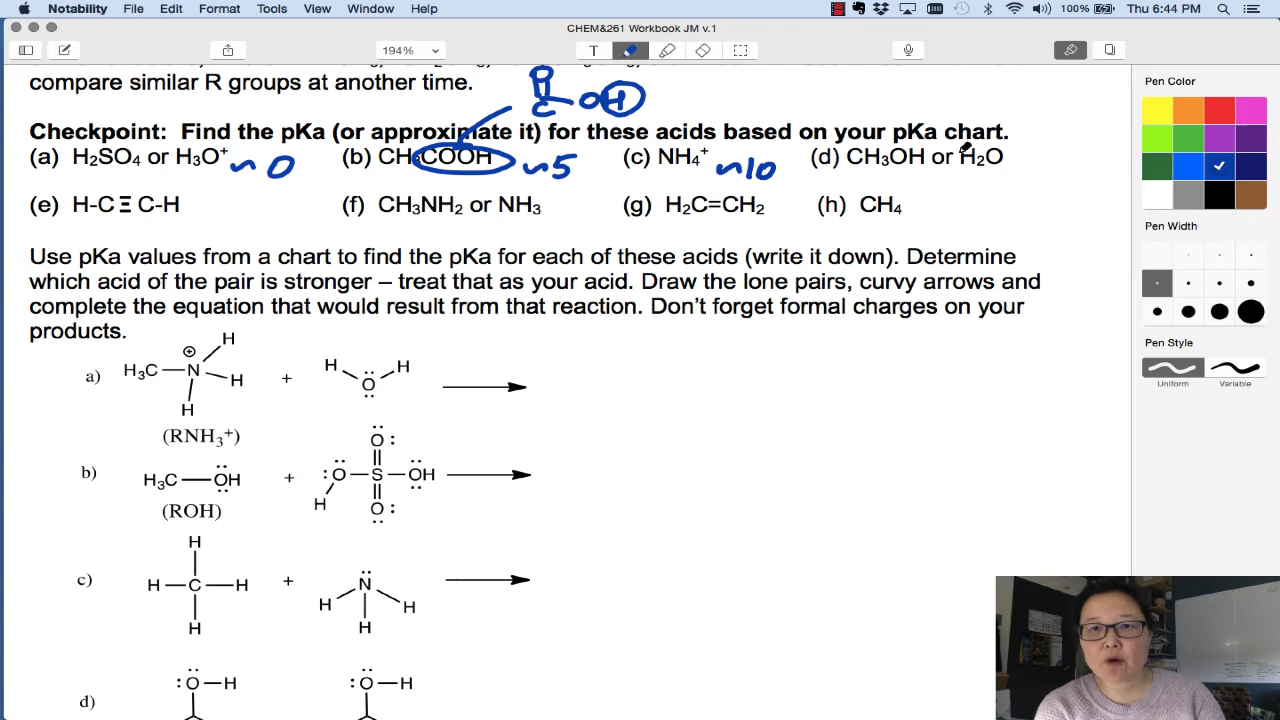 Notability File Edit Format Tools View Window Help 100% Thu 6:44 PM
CHEM&261 Workbook JM v.1
194% T
compare similar R groups at another time.
O
C OH
Checkpoint: Find the pKa (or approximate it) for these acids based on your pKa chart.
(a) H₂SO₄ or H₃O⁺ ~0 (b) CH₃COOH ~5 (c) NH₄⁺ ~10 (d) CH₃OH or H₂O
(e) H-C Ξ C-H (f) CH₃NH₂ or NH₃ (g) H₂C=CH₂ (h) CH₄
Use pKa values from a chart to find the pKa for each of these acids (write it down). Determine
which acid of the pair is stronger – treat that as your acid. Draw the lone pairs, curvy arrows and
complete the equation that would result from that reaction. Don't forget formal charges on your
products.
H
a) H₃C N ⊕ H + H O H
H
(RNH₃⁺)
O
b) H₃C OH + O S OH
H
O
(ROH)
H
c) H C H + N
H H
H H
O H O H
d)
Pen Color
Pen Width
Pen Style
Uniform Variable